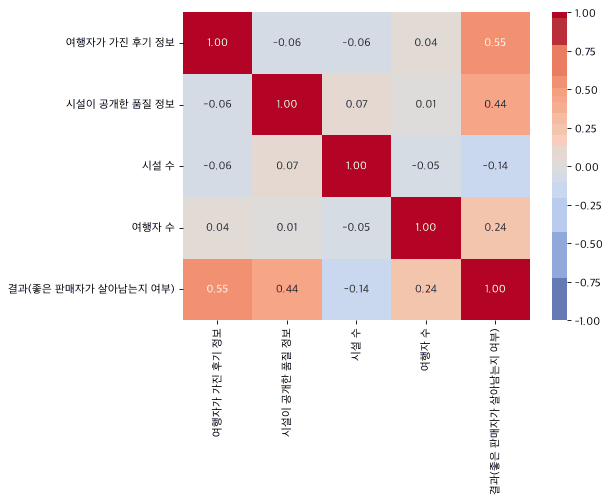 여행자가 가진 후기 정보
1.00 -0.06 -0.06 0.04 0.55
시설이 공개한 품질 정보
-0.06 1.00 0.07 0.01 0.44
시설 수
-0.06 0.07 1.00 -0.05 -0.14
여행자 수
0.04 0.01 -0.05 1.00 0.24
결과(좋은 판매자가 살아남는지 여부)
0.55 0.44 -0.14 0.24 1.00
여행자가 가진 후기 정보
시설이 공개한 품질 정보
시설 수
여행자 수
결과(좋은 판매자가 살아남는지 여부)
1.00
0.75
0.50
0.25
0.00
-0.25
-0.50
-0.75
-1.00